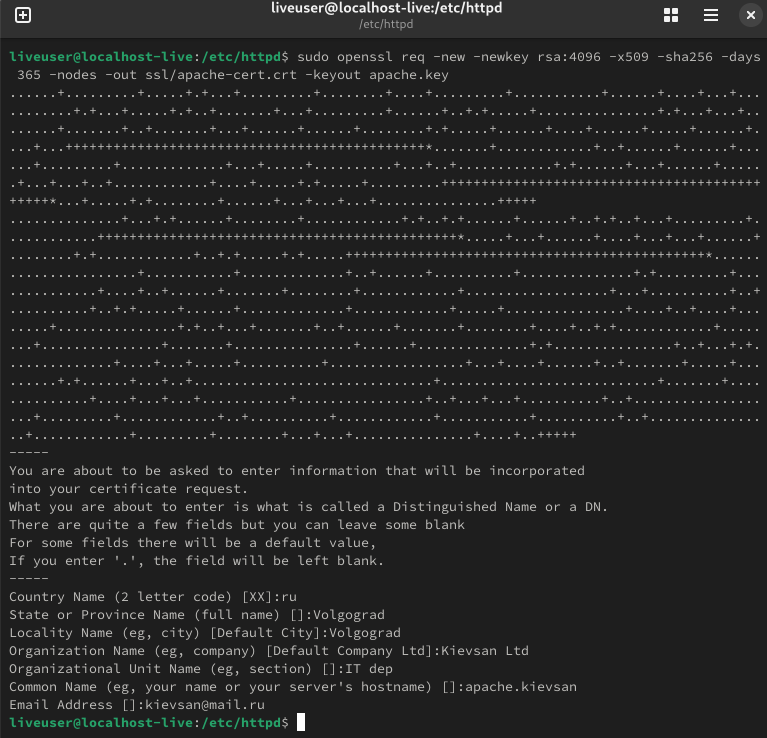 liveuser@localhost-live:/etc/httpd
/etc/httpd
liveuser@localhost-live:/etc/httpd$ sudo openssl req -new -newkey rsa:4096 -x509 -sha256 -days
365 -nodes -out ssl/apache-cert.crt -keyout apache.key
-----
You are about to be asked to enter information that will be incorporated
into your certificate request.
What you are about to enter is what is called a Distinguished Name or a DN.
There are quite a few fields but you can leave some blank
For some fields there will be a default value,
If you enter '.', the field will be left blank.
-----
Country Name (2 letter code) [XX]:ru
State or Province Name (full name) []:Volgograd
Locality Name (eg, city) [Default City]:Volgograd
Organization Name (eg, company) [Default Company Ltd]:Kievsan Ltd
Organizational Unit Name (eg, section) []:IT dep
Common Name (eg, your name or your server's hostname) []:apache.kievsan
Email Address []:kievsan@mail.ru
liveuser@localhost-live:/etc/httpd$